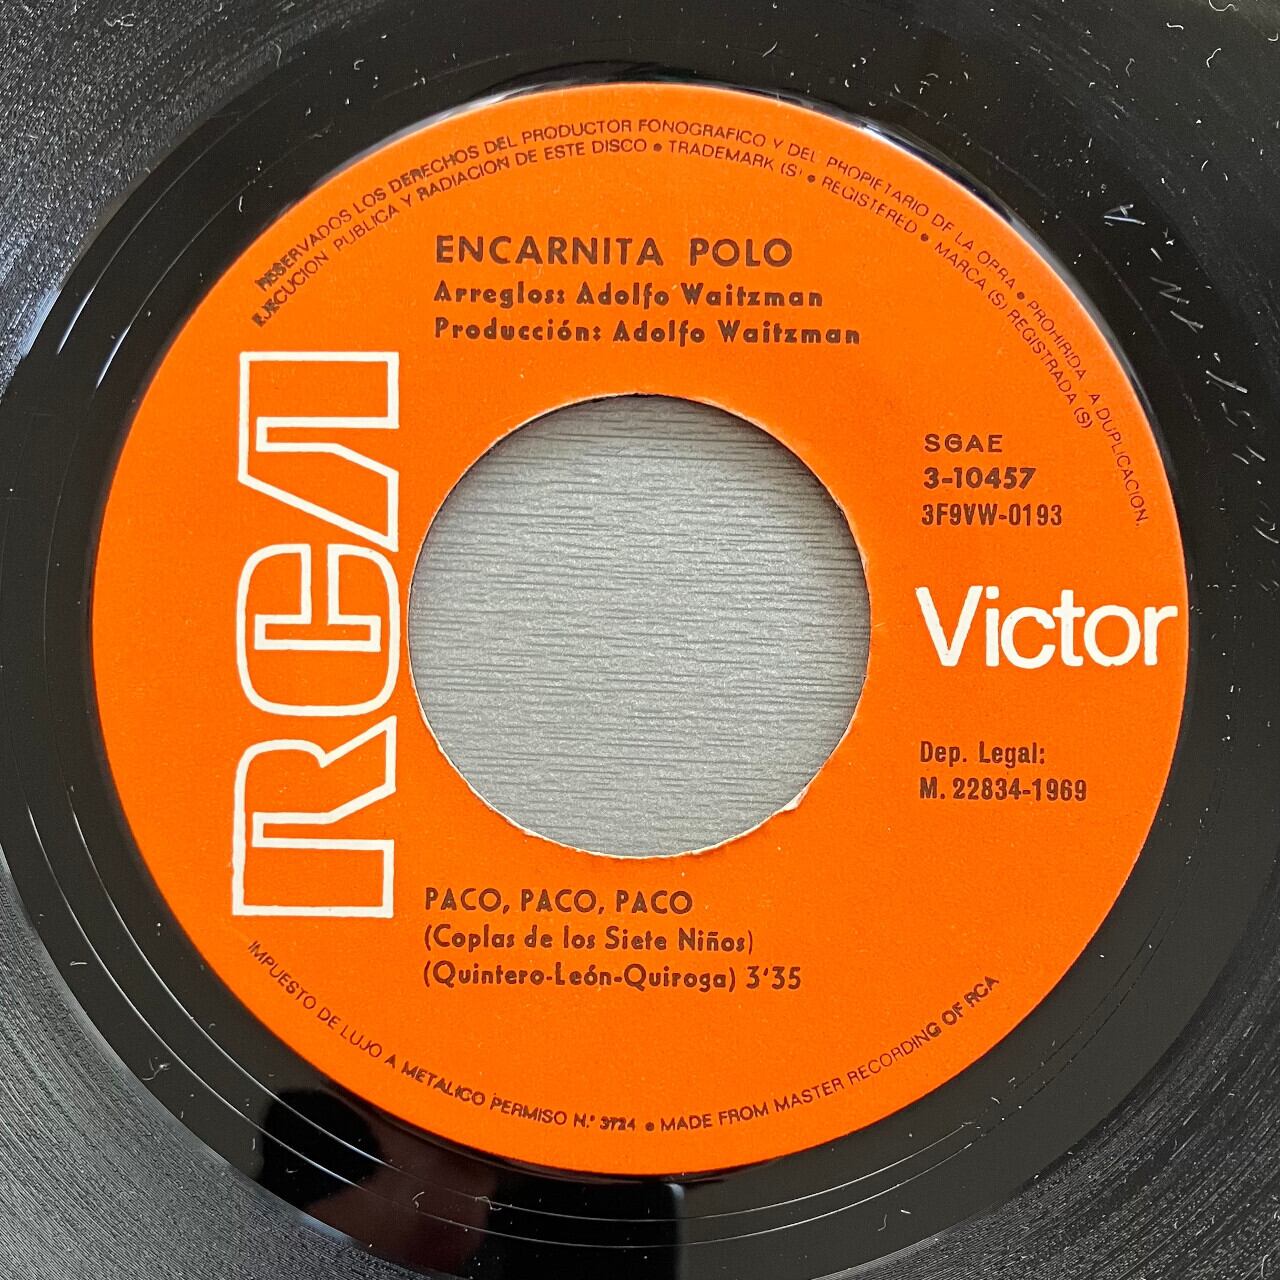 RESERVADOS LOS DERECHOS DEL PRODUCTOR FONOGRAFICO Y DEL PROPIETARIO DE LA OBRA • PROHIBIDA A DUPLICACION.
EJECUCION PUBLICA Y RADIACION DE ESTE DISCO • TRADEMARK (S) • REGISTERED • MARCA (S) REGISTRADA (S)
ENCARNITA POLO
Arreglos: Adolfo Waitzman
Producción: Adolfo Waitzman
RCA
SGAE
3-10457
3F9VW-0193
Victor
Dep. Legal:
M. 22834-1969
PACO, PACO, PACO
(Coplas de los Siete Niños)
(Quintero-León-Quiroga) 3'35
IMPUESTO DE LUJO A METALICO PERMISO N.º 3724 • MADE FROM MASTER RECORDING OF RCA